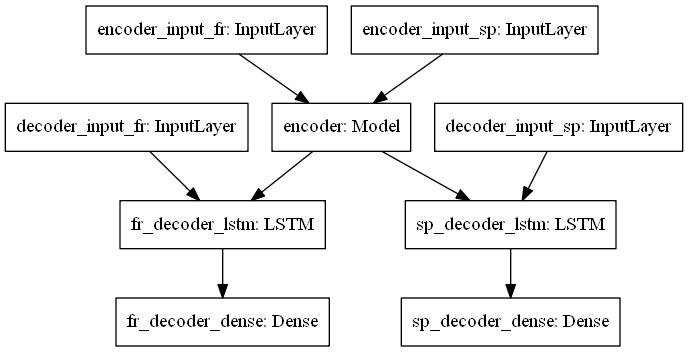 encoder_input_fr: InputLayer
encoder_input_sp: InputLayer
decoder_input_fr: InputLayer
encoder: Model
decoder_input_sp: InputLayer
fr_decoder_lstm: LSTM
sp_decoder_lstm: LSTM
fr_decoder_dense: Dense
sp_decoder_dense: Dense